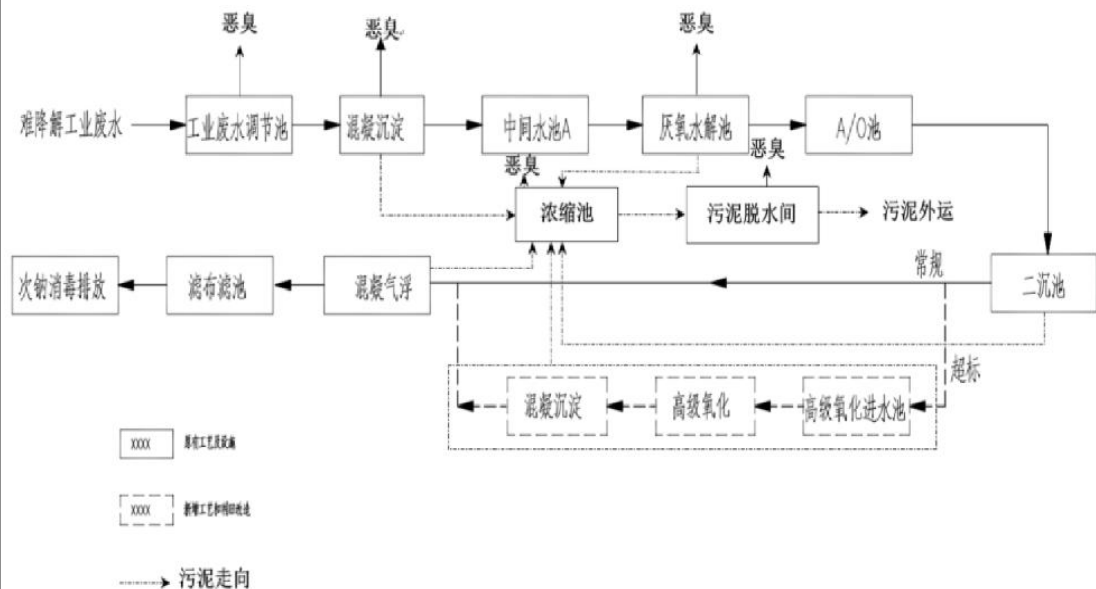 恶臭
恶臭
恶臭
难降解工业废水
工业废水调节池
混凝沉淀
中间水池A
厌氧水解池
A/O池
恶臭
恶臭
浓缩池
污泥脱水间
污泥外运
常规
次钠消毒排放
滤布滤池
混凝气浮
二沉池
超标
混凝沉淀
高级氧化
高级氧化进水池
XXXX
原有工艺及设施
XXXX
新增工艺和利旧改造
污泥走向